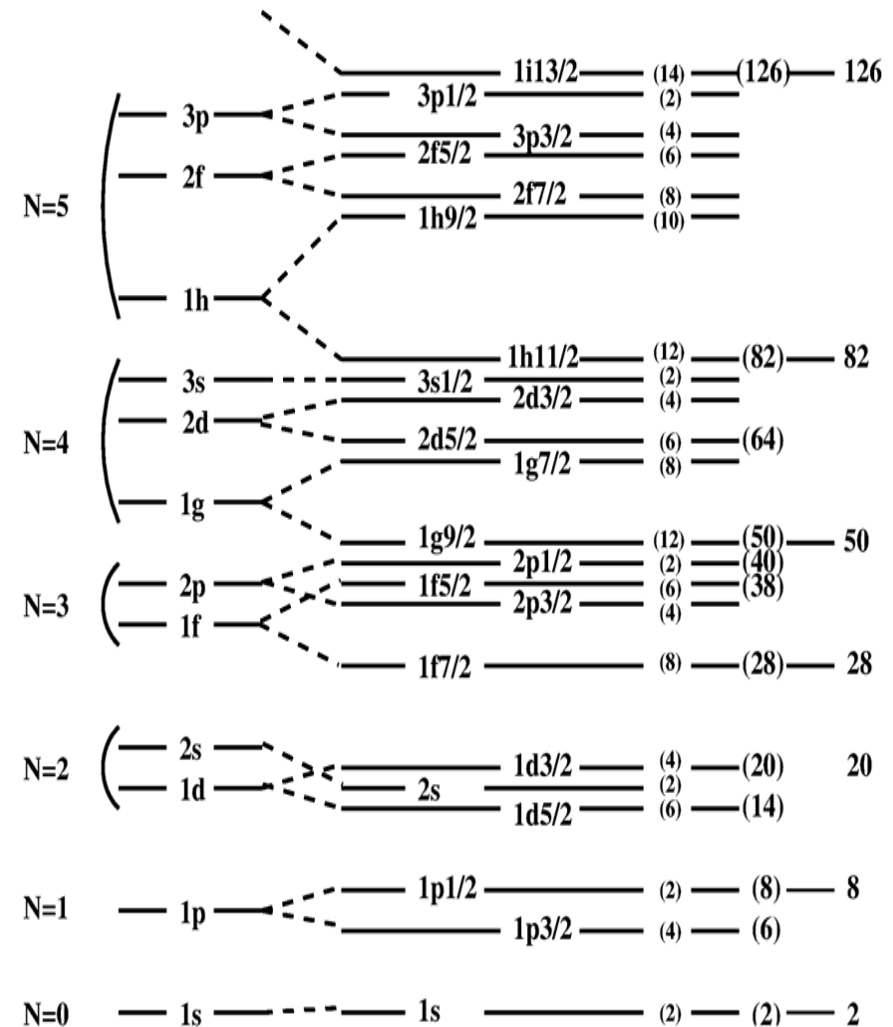 1i13/2 (14) (126) 126
3p1/2 (2)
3p
3p3/2 (4)
2f5/2 (6)
2f
2f7/2 (8)
N=5
1h9/2 (10)
1h
1h11/2 (12) (82) 82
3s 3s1/2 (2)
2d3/2 (4)
2d
N=4 2d5/2 (6) (64)
1g7/2 (8)
1g
1g9/2 (12) (50) 50
2p1/2 (2) (40)
2p 1f5/2 (6) (38)
N=3 2p3/2 (4)
1f
1f7/2 (8) (28) 28
2s
N=2 1d3/2 (4) (20) 20
1d 2s (2)
1d5/2 (6) (14)
1p1/2 (2) (8) 8
N=1 1p
1p3/2 (4) (6)
N=0 1s 1s (2) (2) 2